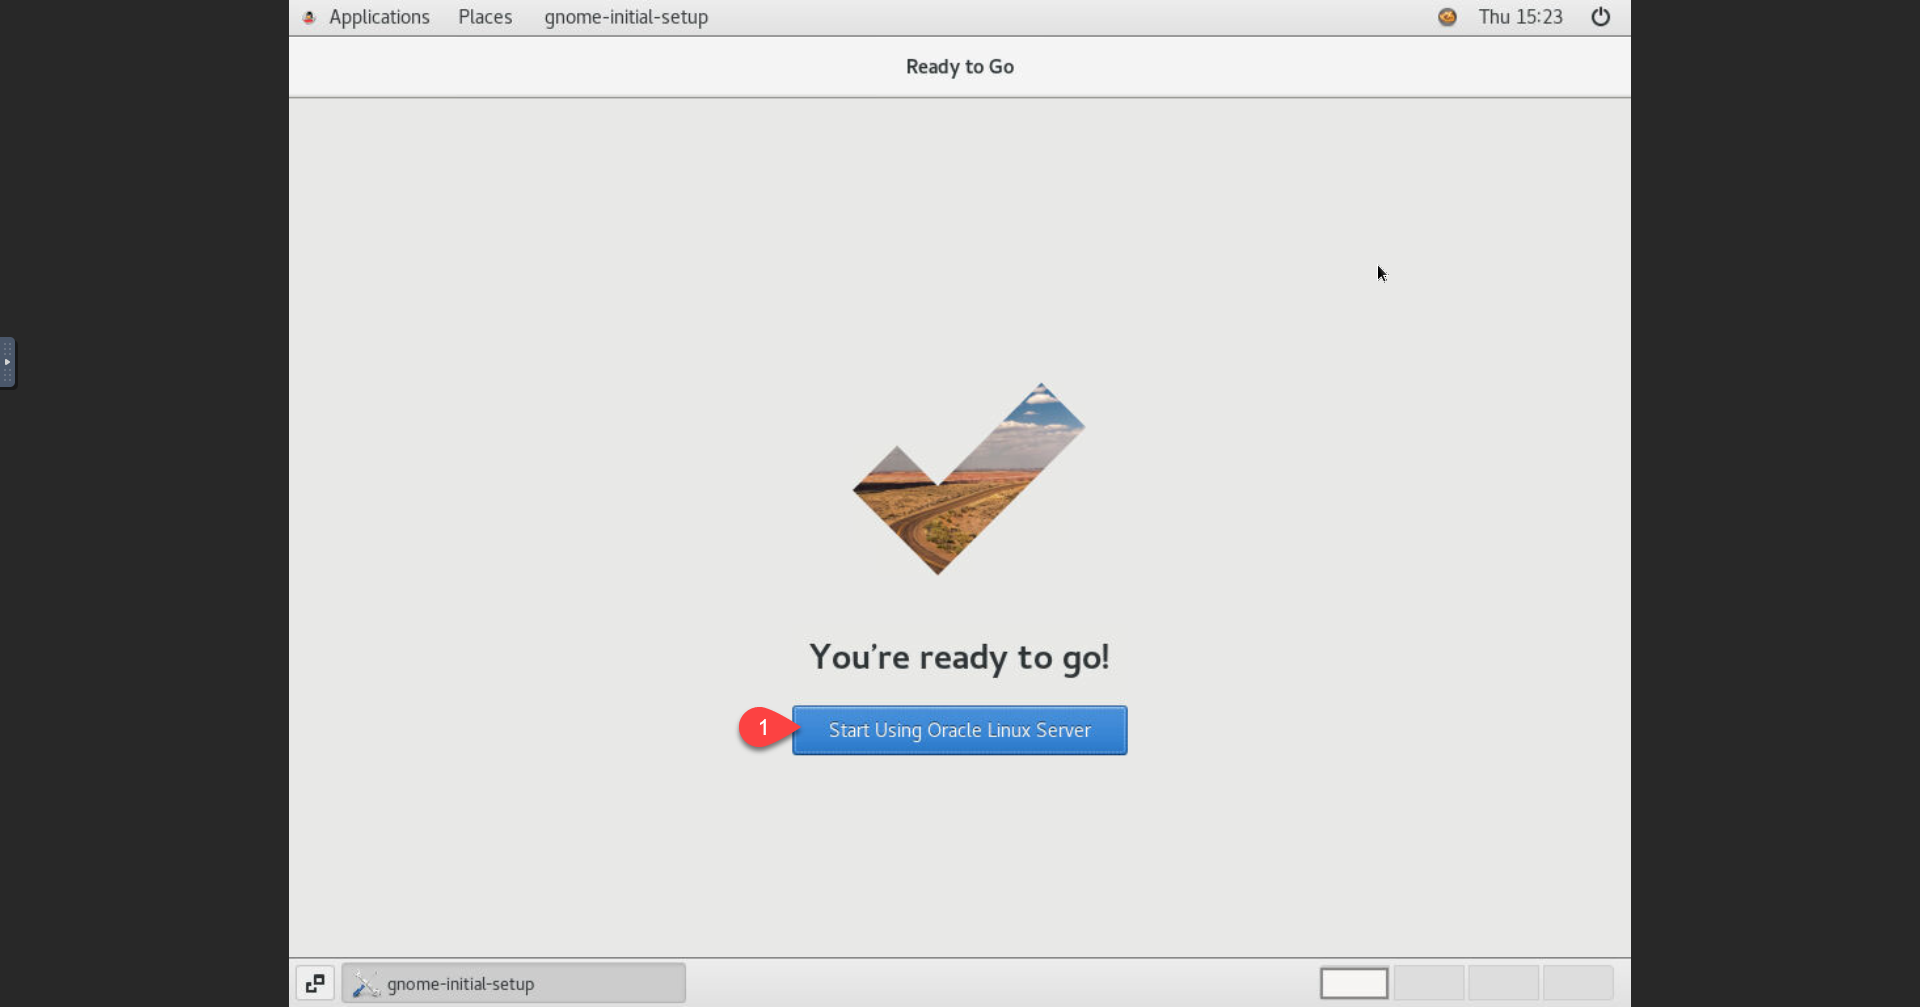 Applications Places gnome-initial-setup Thu 15:23
Ready to Go
You're ready to go!
1 Start Using Oracle Linux Server
gnome-initial-setup